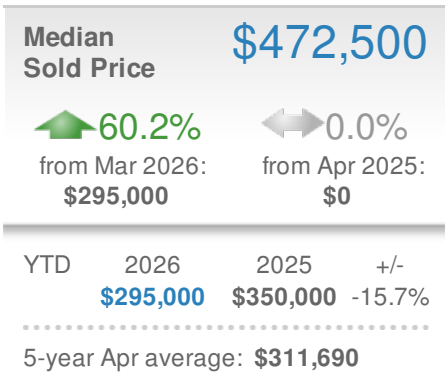 Median $472,500
Sold Price
60.2% 0.0%
from Mar 2026: from Apr 2025:
$295,000 $0
YTD 2026 2025 +/-
$295,000 $350,000 -15.7%
5-year Apr average: $311,690